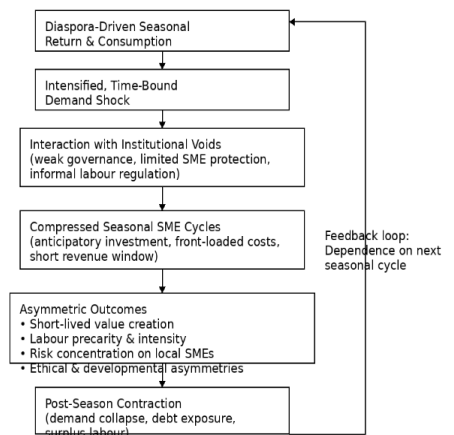 Diaspora-Driven Seasonal
Return & Consumption
Intensified, Time-Bound
Demand Shock
Interaction with Institutional Voids
(weak governance, limited SME protection,
informal labour regulation)
Compressed Seasonal SME Cycles
(anticipatory investment, front-loaded costs,
short revenue window)
Feedback loop:
Dependence on next
seasonal cycle
Asymmetric Outcomes
• Short-lived value creation
• Labour precarity & intensity
• Risk concentration on local SMEs
• Ethical & developmental asymmetries
Post-Season Contraction
(demand collapse, debt exposure,
surplus labour)